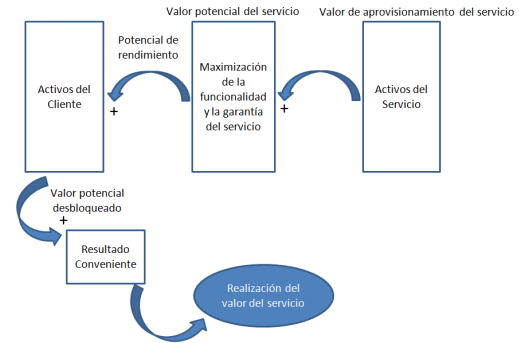 Valor potencial del servicio
Valor de aprovisionamiento del servicio
Potencial de
rendimiento
Activos del
Cliente
+
Maximización
de la
funcionalidad
y la garantía
del servicio
+
Activos del
Servicio
Valor potencial
desbloqueado
+
Resultado
Conveniente
Realización del
valor del servicio